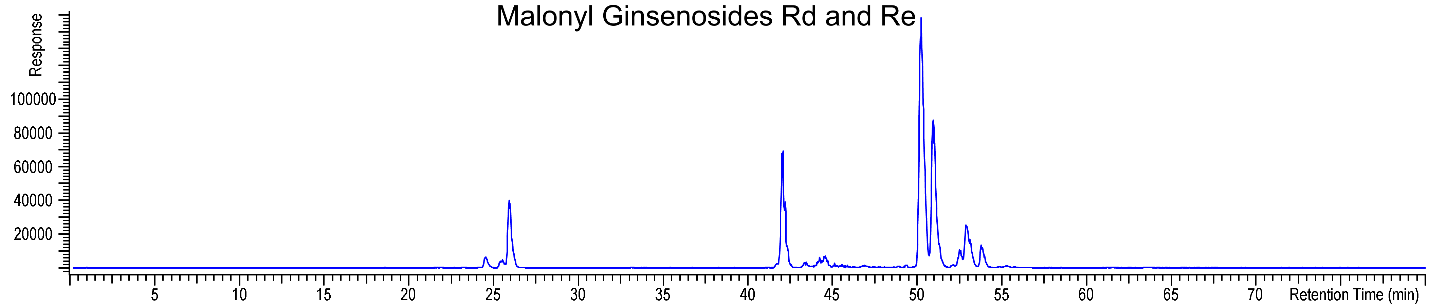 Malonyl Ginsenosides Rd and Re
Response
100000
80000
60000
40000
20000
5 10 15 20 25 30 35 40 45 50 55 60 65 70 Retention Time (min)